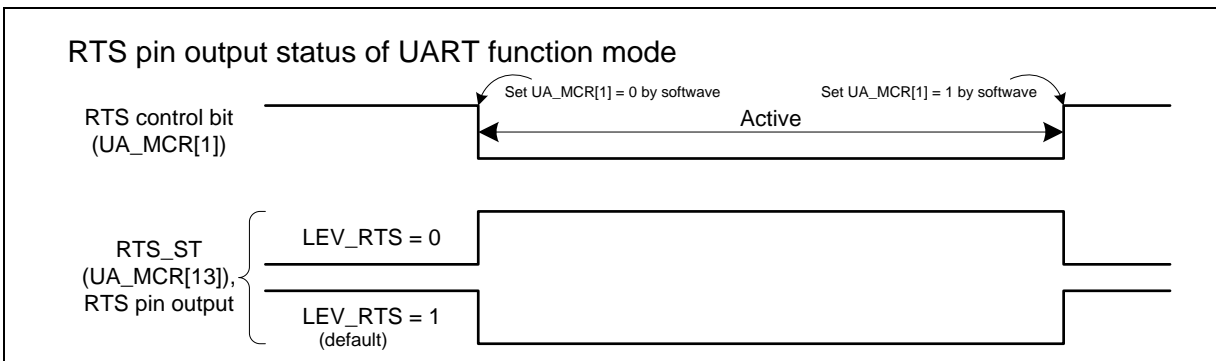 RTS pin output status of UART function mode
Set UA_MCR[1] = 0 by softwave
Set UA_MCR[1] = 1 by softwave
RTS control bit
(UA_MCR[1])
Active
RTS_ST
(UA_MCR[13]),
RTS pin output
LEV_RTS = 0
LEV_RTS = 1
(default)